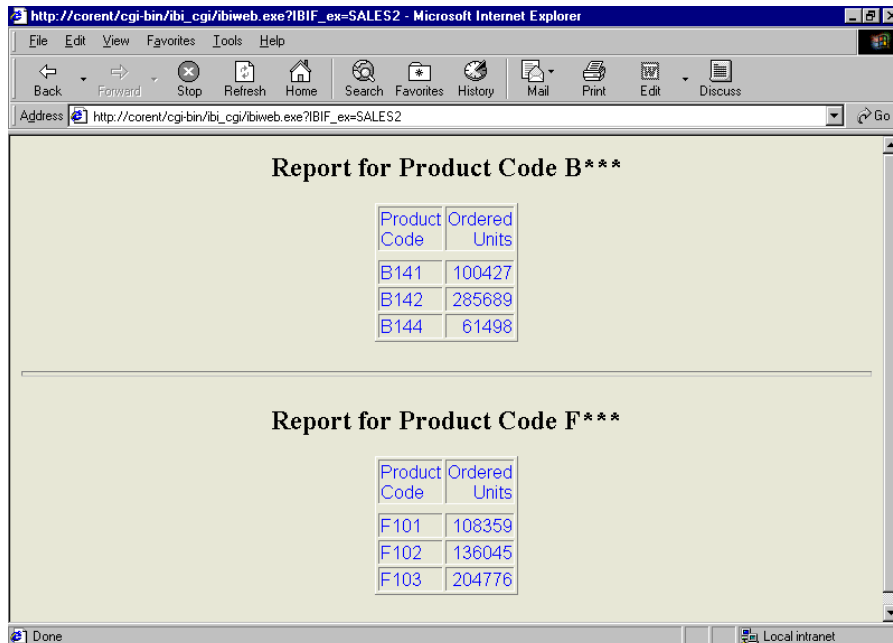 http://corent/cgi-bin/ibi_cgi/ibiweb.exe?IBIF_ex=SALES2 - Microsoft Internet Explorer
File Edit View Favorites Tools Help
Back Forward Stop Refresh Home Search Favorites History Mail Print Edit Discuss
Address http://corent/cgi-bin/ibi_cgi/ibiweb.exe?IBIF_ex=SALES2 Go
Report for Product Code B***
Product Ordered
Code Units
B141 100427
B142 285689
B144 61498
Report for Product Code F***
Product Ordered
Code Units
F101 108359
F102 136045
F103 204776
Done Local intranet